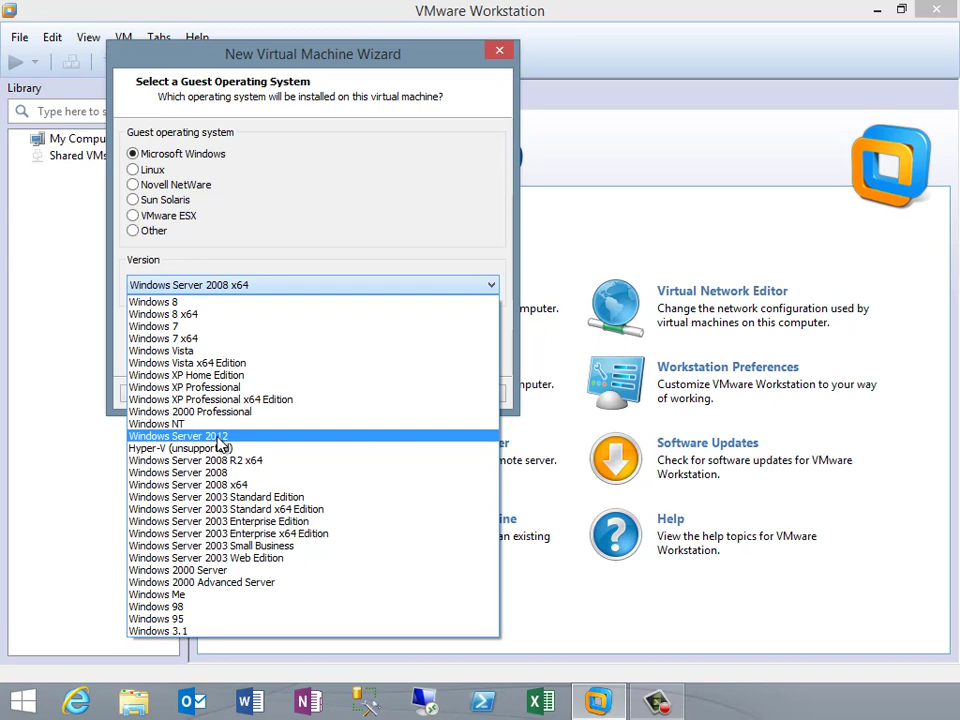 VMware Workstation
File Edit View VM Tabs Help
New Virtual Machine Wizard
Library
Type here to s
My Compu
Shared VMs
Select a Guest Operating System
Which operating system will be installed on this virtual machine?
Guest operating system
Microsoft Windows
Linux
Novell NetWare
Sun Solaris
VMware ESX
Other
Version
Windows Server 2008 x64
Windows 8
Windows 8 x64
Windows 7
Windows 7 x64
Windows Vista
Windows Vista x64 Edition
Windows XP Home Edition
Windows XP Professional
Windows XP Professional x64 Edition
Windows 2000 Professional
Windows NT
Windows Server 2012
Hyper-V (unsupported)
Windows Server 2008 R2 x64
Windows Server 2008
Windows Server 2008 x64
Windows Server 2003 Standard Edition
Windows Server 2003 Standard x64 Edition
Windows Server 2003 Enterprise Edition
Windows Server 2003 Enterprise x64 Edition
Windows Server 2003 Small Business
Windows Server 2003 Web Edition
Windows 2000 Server
Windows 2000 Advanced Server
Windows Me
Windows 98
Windows 95
Windows 3.1
omputer.
omputer.
er
mote server.
ine
an existing
Virtual Network Editor
Change the network configuration used by
virtual machines on this computer.
Workstation Preferences
Customize VMware Workstation to your way
of working.
Software Updates
Check for software updates for VMware
Workstation.
Help
View the help topics for VMware
Workstation.